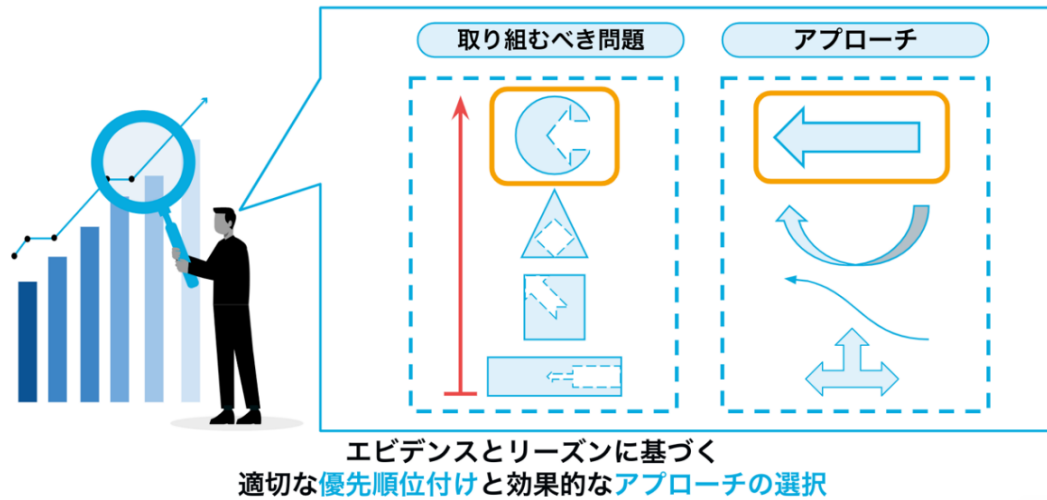 取り組むべき問題
アプローチ
エビデンスとリーズンに基づく
適切な優先順位付けと効果的なアプローチの選択